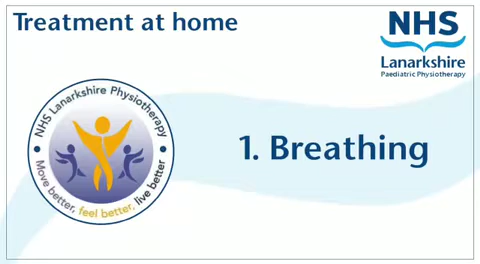 Treatment at home
NHS
Lanarkshire
Paediatric Physiotherapy
NHS Lanarkshire Physiotherapy
Move better, feel better, live better
1. Breathing